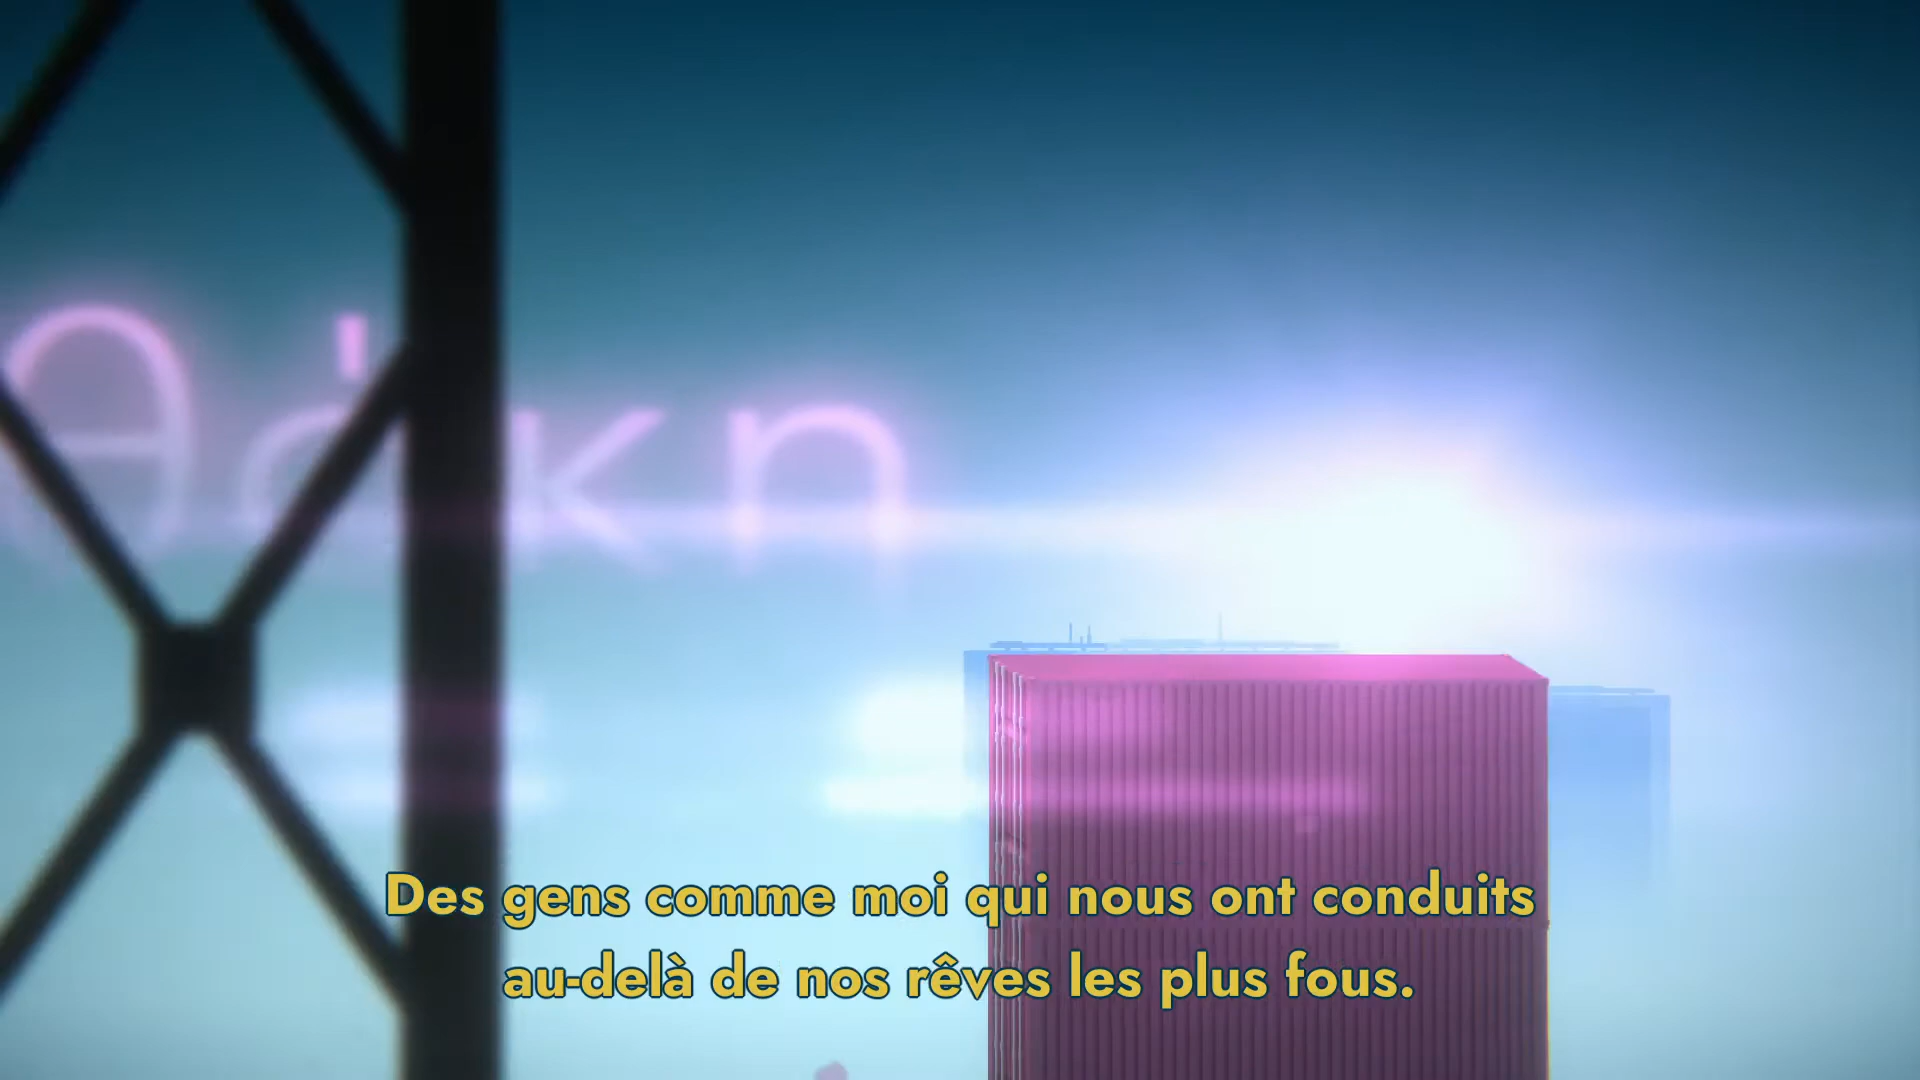 Des gens comme moi qui nous ont conduits
au-delà de nos rêves les plus fous.